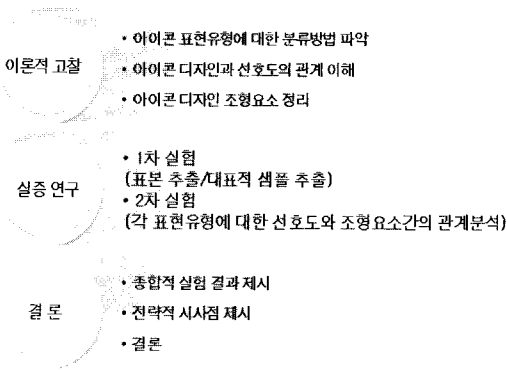 이론적 고찰
• 아이콘 표현유형에 대한 분류방법 파악
• 아이콘 디자인과 선호도의 관계 이해
• 아이콘 디자인 조형요소 정리
실증 연구
• 1차 실험
(표본 추출/대표적 샘플 추출)
• 2차 실험
(각 표현유형에 대한 선호도와 조형요소간의 관계분석)
결 론
• 종합적 실험 결과 제시
• 전략적 시사점 제시
• 결론